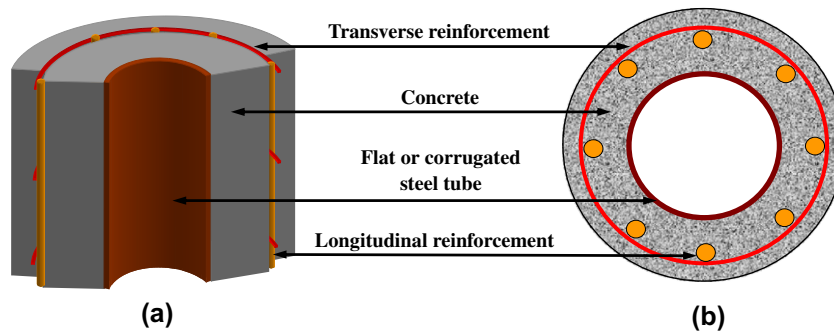 Transverse reinforcement
Concrete
Flat or corrugated
steel tube
Longitudinal reinforcement
(a)
(b)